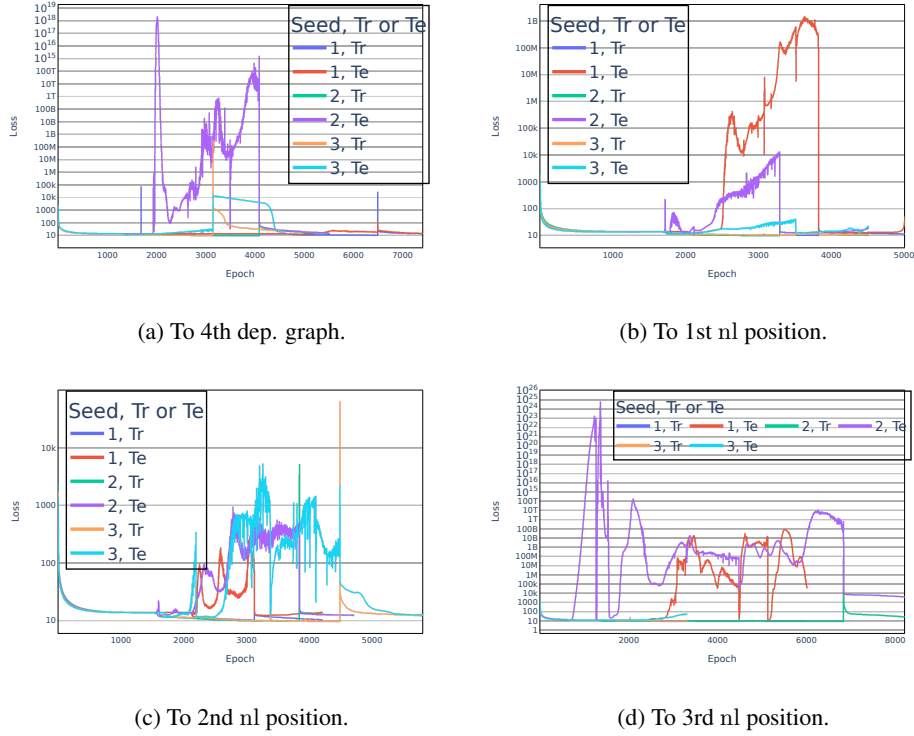 Seed, Tr or Te
1, Tr
1, Te
2, Tr
2, Te
3, Tr
3, Te
10^19
10^18
10^17
10^16
10^15
100T
10T
1T
100B
10B
1B
100M
10M
1M
100k
10k
1000
100
10
Loss
1000
2000
3000
4000
5000
6000
7000
Epoch
(a) To 4th dep. graph.
Seed, Tr or Te
1, Tr
1, Te
2, Tr
2, Te
3, Tr
3, Te
1B
100M
1M
10k
100
10
Loss
1000
2000
3000
4000
5000
Epoch
(b) To 1st nl position.
Seed, Tr or Te
1, Tr
1, Te
2, Tr
2, Te
3, Tr
3, Te
10k
1000
100
10
Loss
1000
2000
3000
4000
5000
Epoch
(c) To 2nd nl position.
Seed, Tr or Te
1, Tr 1, Te 2, Tr 2, Te
3, Tr 3, Te
10^26
10^25
10^24
10^23
10^22
10^21
10^20
10^19
10^18
10^17
10^16
10^15
100T
10T
1T
100B
10B
1B
100M
10M
1M
100k
10k
1000
100
10
1
Loss
2000
4000
6000
8000
Epoch
(d) To 3rd nl position.